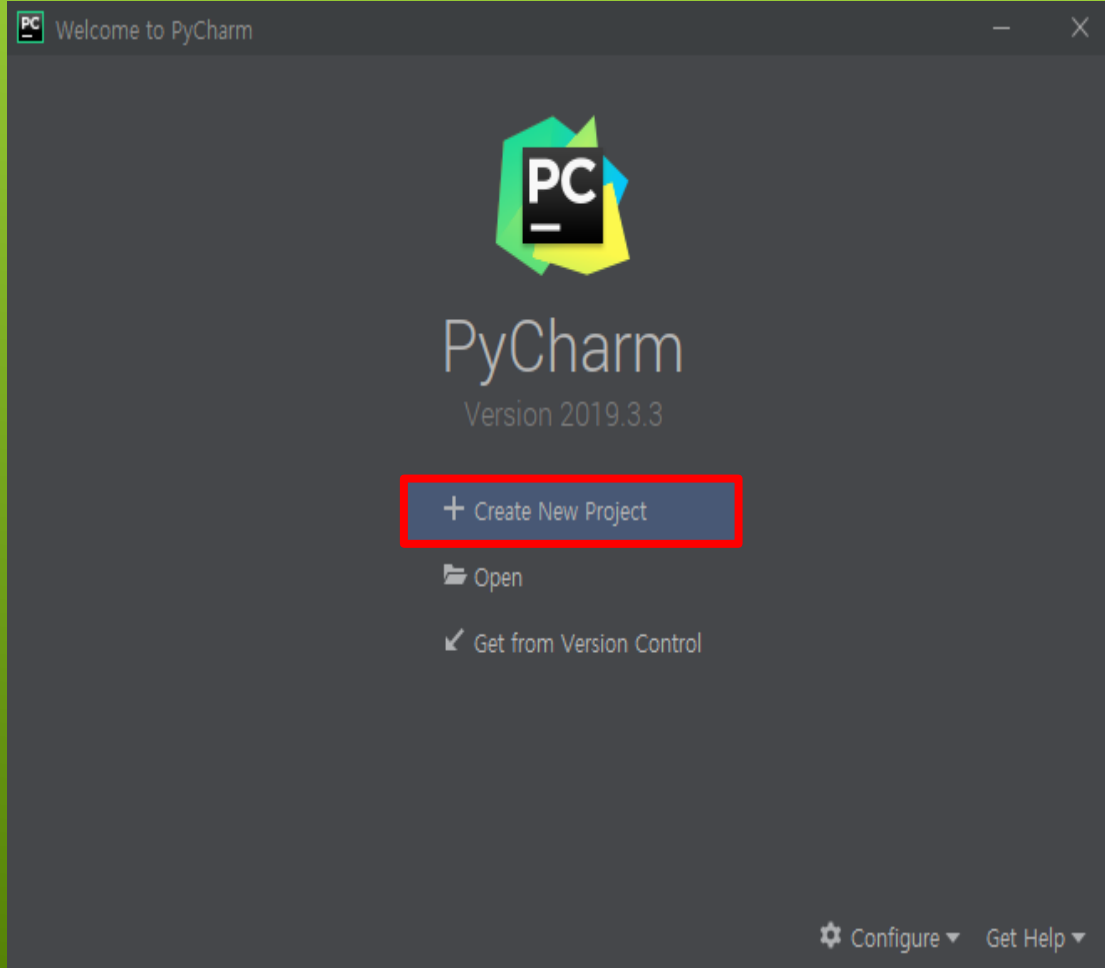 PC Welcome to PyCharm
PC
PyCharm
Version 2019.3.3
+ Create New Project
Open
Get from Version Control
Configure Get Help